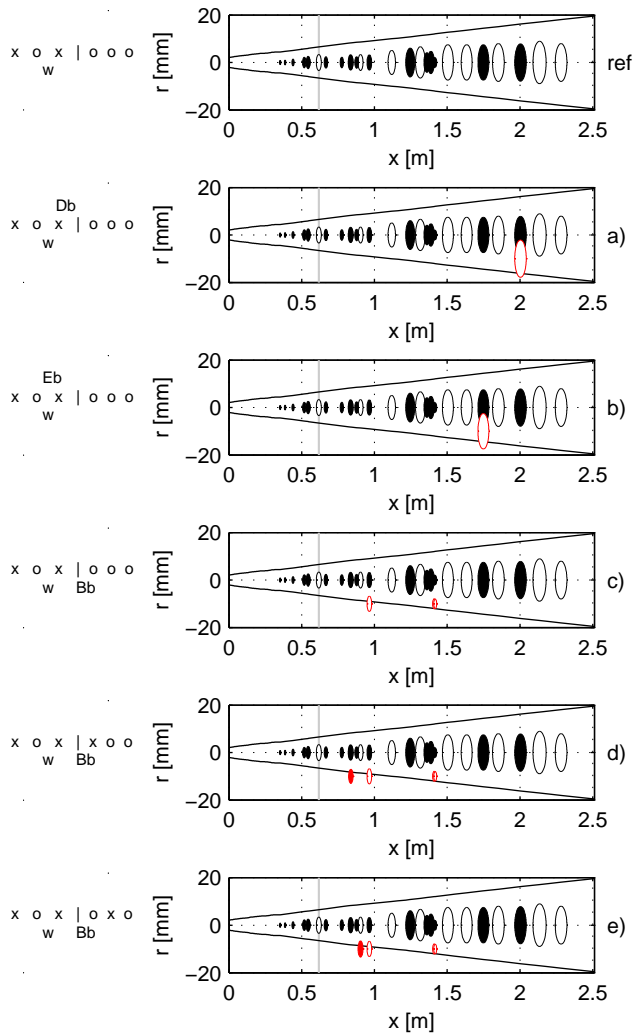 20
0
−20
r [mm]
x o x | o o o
w
ref
0 0.5 1 1.5 2 2.5
x [m]
20
0
−20
r [mm]
Db
x o x | o o o
w
a)
0 0.5 1 1.5 2 2.5
x [m]
20
0
−20
r [mm]
Eb
x o x | o o o
w
b)
0 0.5 1 1.5 2 2.5
x [m]
20
0
−20
r [mm]
x o x | o o o
w Bb
c)
0 0.5 1 1.5 2 2.5
x [m]
20
0
−20
r [mm]
x o x | x o o
w Bb
d)
0 0.5 1 1.5 2 2.5
x [m]
20
0
−20
r [mm]
x o x | o x o
w Bb
e)
0 0.5 1 1.5 2 2.5
x [m]